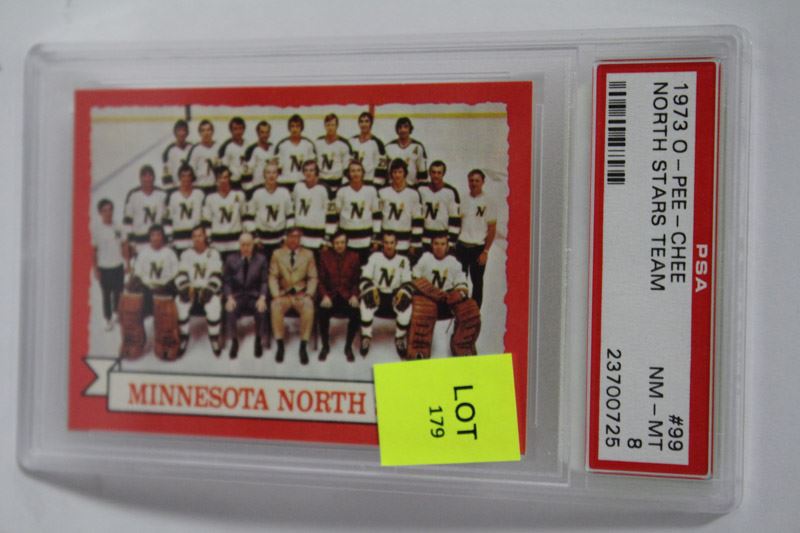 PSA
1973 O-PEE-CHEE #99
NORTH STARS TEAM NM-MT
8
23700725
MINNESOTA NORTH
LOT
179